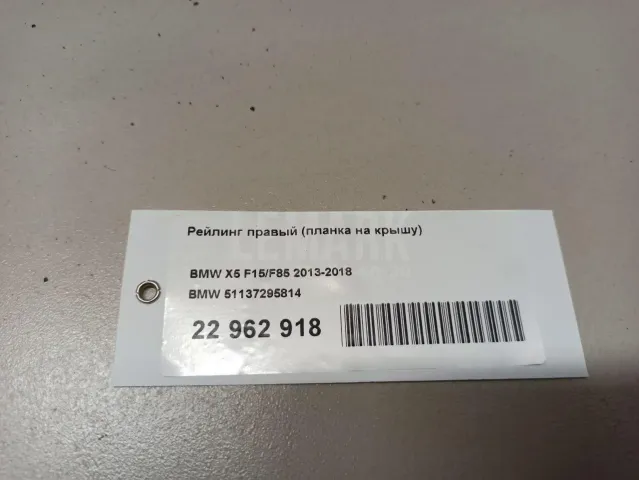 Рейлинг правый (планка на крышу)
BMW X5 F15/F85 2013-2018
BMW 51137295814
22 962 918